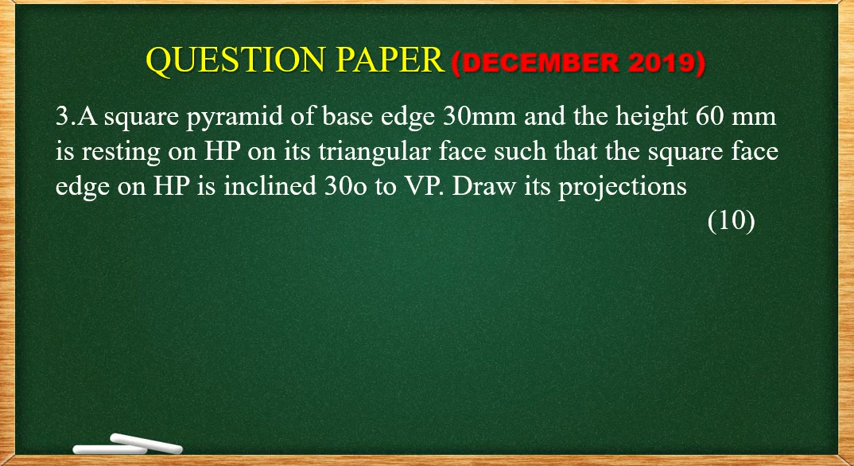 QUESTION PAPER (DECEMBER 2019)
3.A square pyramid of base edge 30mm and the height 60 mm
is resting on HP on its triangular face such that the square face
edge on HP is inclined 30o to VP. Draw its projections
(10)